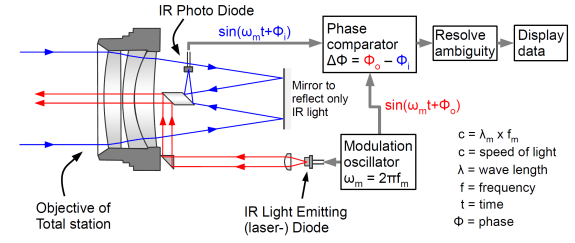 IR Photo Diode
sin(ωmt+Φi)
Phase
comparator
ΔΦ = Φo – Φi
Resolve
ambiguity
Display
data
Mirror to
reflect only
IR light
sin(ωmt+Φo)
Modulation
oscillator
ωm = 2πfm
c = λm x fm
c = speed of light
λ = wave length
f = frequency
t = time
Φ = phase
Objective of
Total station
IR Light Emitting
(laser-) Diode